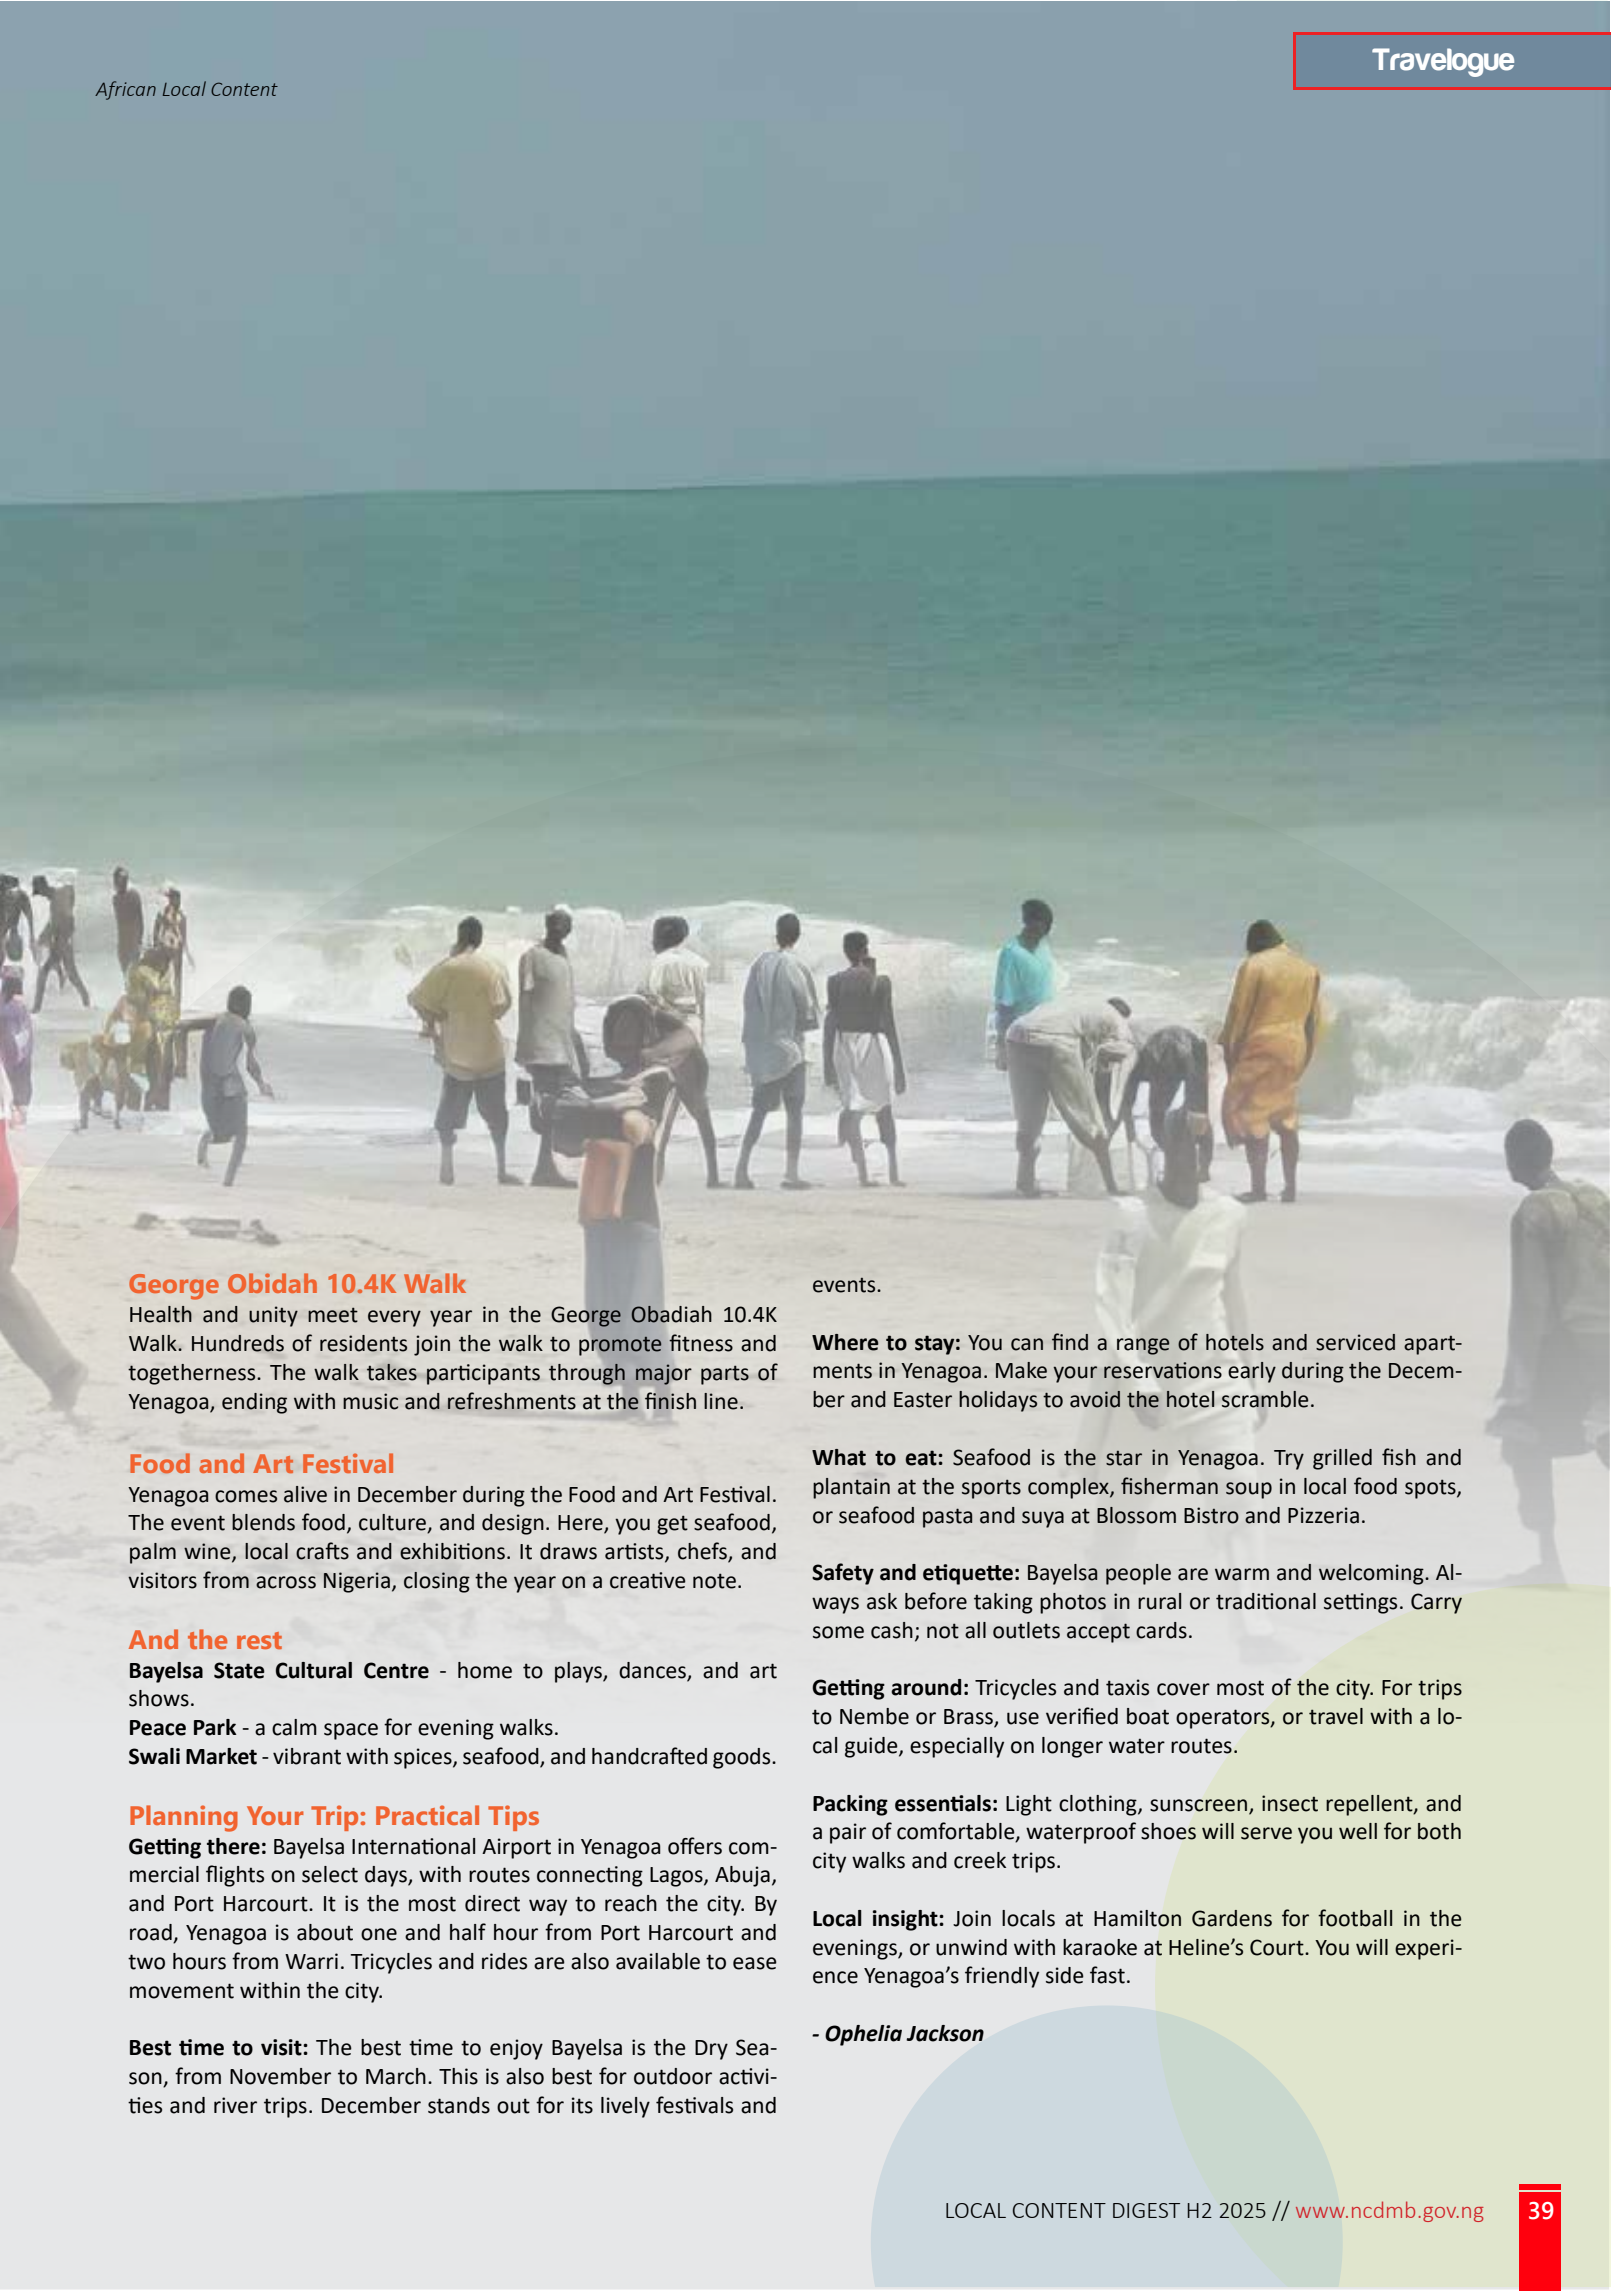 African Local Content
Travelogue
George Obidah 10.4K Walk
Health and unity meet every year in the George Obadiah 10.4K
Walk. Hundreds of residents join the walk to promote fitness and
togetherness. The walk takes participants through major parts of
Yenagoa, ending with music and refreshments at the finish line.
Food and Art Festival
Yenagoa comes alive in December during the Food and Art Festival.
The event blends food, culture, and design. Here, you get seafood,
palm wine, local crafts and exhibitions. It draws artists, chefs, and
visitors from across Nigeria, closing the year on a creative note.
And the rest
Bayelsa State Cultural Centre - home to plays, dances, and art
shows.
Peace Park - a calm space for evening walks.
Swali Market - vibrant with spices, seafood, and handcrafted goods.
Planning Your Trip: Practical Tips
Getting there: Bayelsa International Airport in Yenagoa offers com-
mercial flights on select days, with routes connecting Lagos, Abuja,
and Port Harcourt. It is the most direct way to reach the city. By
road, Yenagoa is about one and half hour from Port Harcourt and
two hours from Warri. Tricycles and rides are also available to ease
movement within the city.
Best time to visit: The best time to enjoy Bayelsa is the Dry Sea-
son, from November to March. This is also best for outdoor activi-
ties and river trips. December stands out for its lively festivals and
events.
Where to stay: You can find a range of hotels and serviced apart-
ments in Yenagoa. Make your reservations early during the Decem-
ber and Easter holidays to avoid the hotel scramble.
What to eat: Seafood is the star in Yenagoa. Try grilled fish and
plantain at the sports complex, fisherman soup in local food spots,
or seafood pasta and suya at Blossom Bistro and Pizzeria.
Safety and etiquette: Bayelsa people are warm and welcoming. Al-
ways ask before taking photos in rural or traditional settings. Carry
some cash; not all outlets accept cards.
Getting around: Tricycles and taxis cover most of the city. For trips
to Nembe or Brass, use verified boat operators, or travel with a lo-
cal guide, especially on longer water routes.
Packing essentials: Light clothing, sunscreen, insect repellent, and
a pair of comfortable, waterproof shoes will serve you well for both
city walks and creek trips.
Local insight: Join locals at Hamilton Gardens for football in the
evenings, or unwind with karaoke at Heline’s Court. You will experi-
ence Yenagoa’s friendly side fast.
- Ophelia Jackson
LOCAL CONTENT DIGEST H2 2025 // www.ncdmb.gov.ng
39